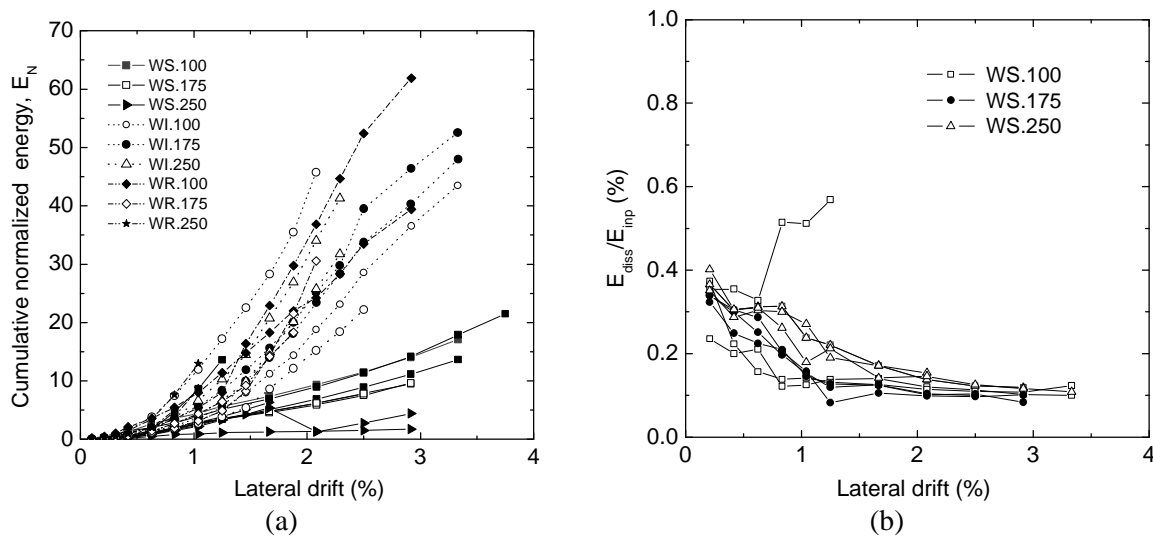 70
60
50
40
30
20
10
0
Cumulative normalized energy, E_N
WS.100
WS.175
WS.250
WI.100
WI.175
WI.250
WR.100
WR.175
WR.250
0 1 2 3 4
Lateral drift (%)
(a)
1.0
0.8
0.6
0.4
0.2
0.0
E_diss/E_inp (%)
WS.100
WS.175
WS.250
0 1 2 3 4
Lateral drift (%)
(b)